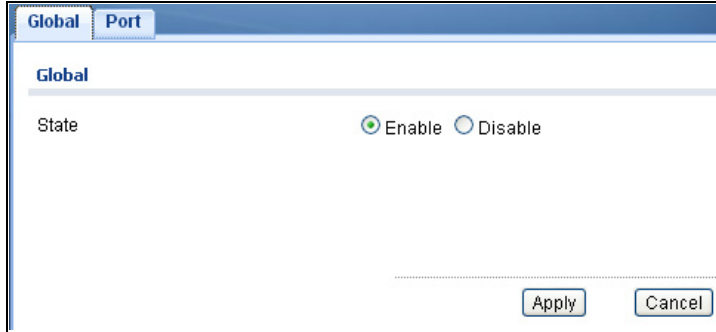 Global Port
Global
State Enable Disable
Apply Cancel